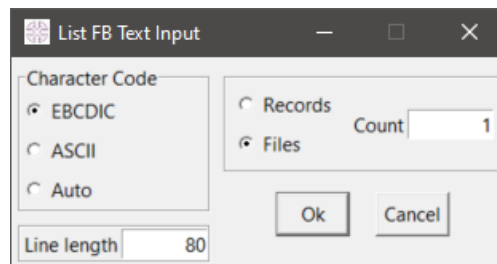 List FB Text Input
Character Code
EBCDIC
ASCII
Auto
Line length 80
Records
Files
Count 1
Ok
Cancel